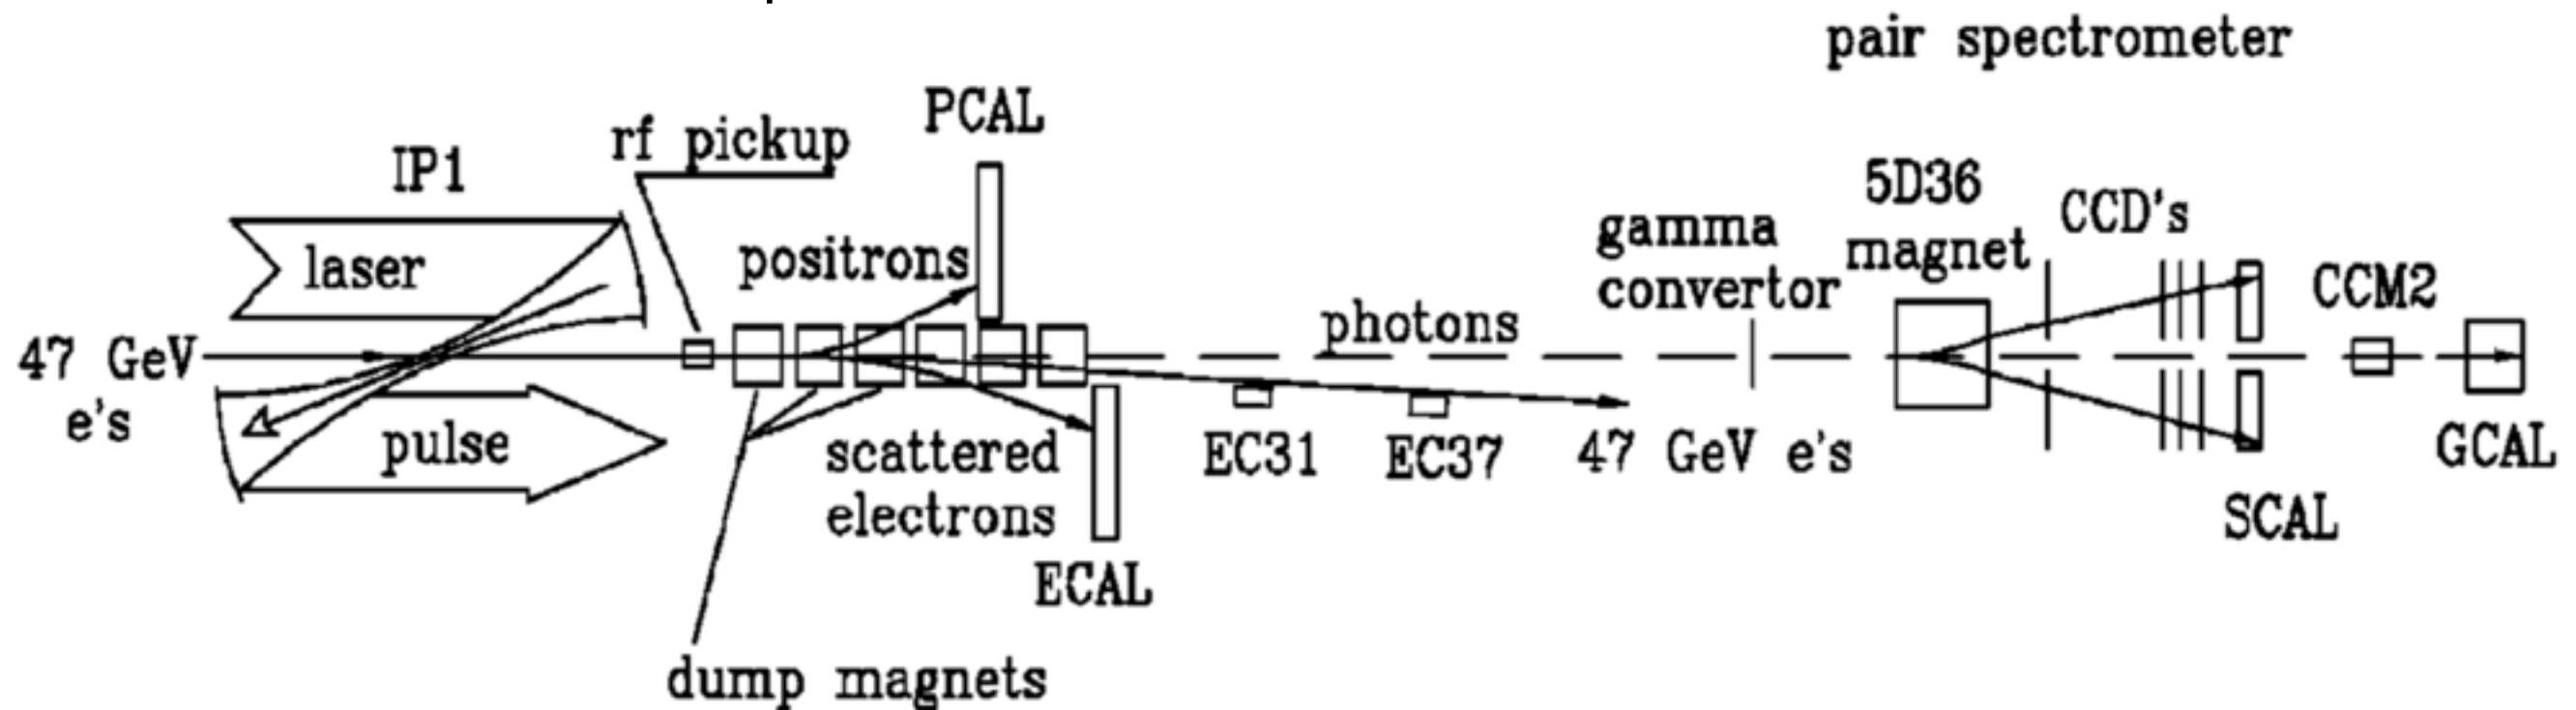 pair spectrometer
PCAL
rf pickup
IP1
5D36
magnet
CCD's
gamma
convertor
positrons
laser
CCM2
photons
47 GeV
e's
pulse
scattered
electrons
EC31
EC37
47 GeV e's
GCAL
SCAL
ECAL
dump magnets